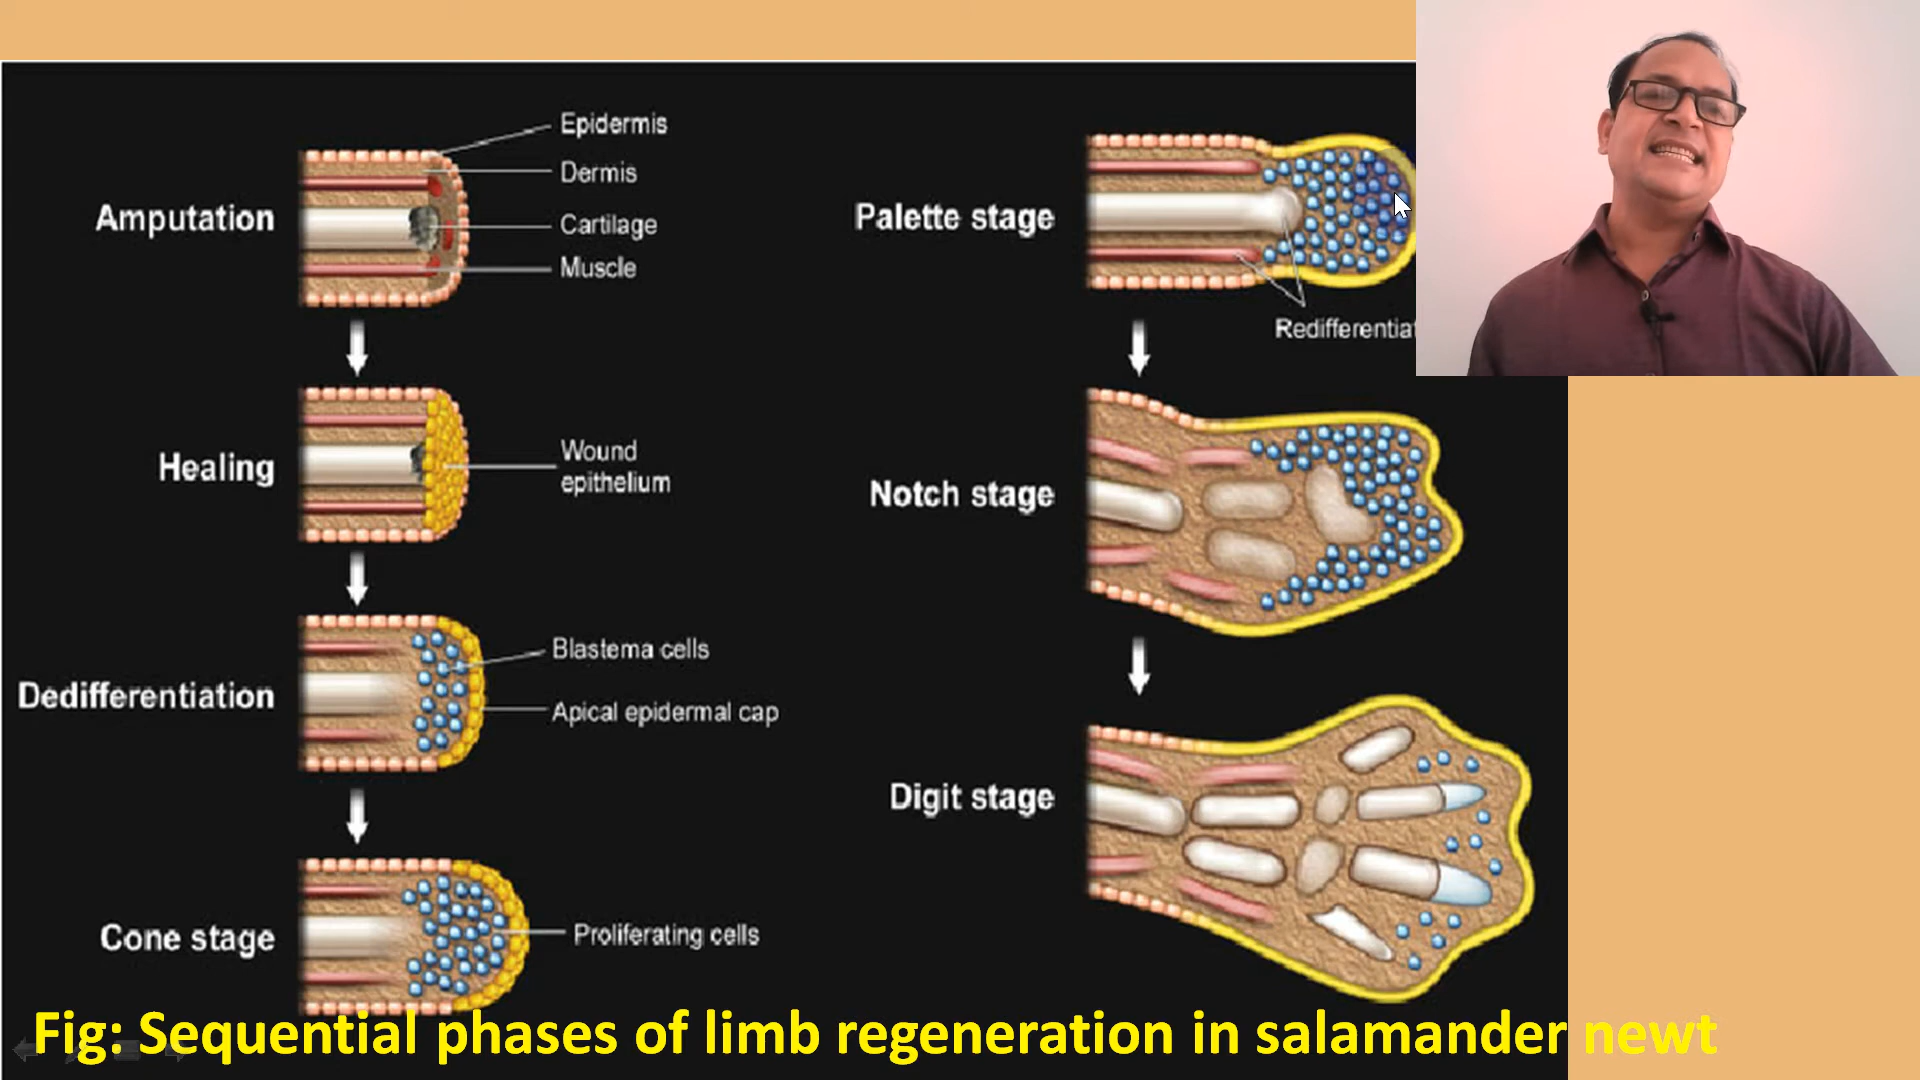 Epidermis
Dermis
Amputation
Cartilage
Muscle
Healing
Wound
epithelium
Dedifferentiation
Blastema cells
Apical epidermal cap
Cone stage
Proliferating cells
Palette stage
Redifferentia
Notch stage
Digit stage
Fig: Sequential phases of limb regeneration in salamander newt